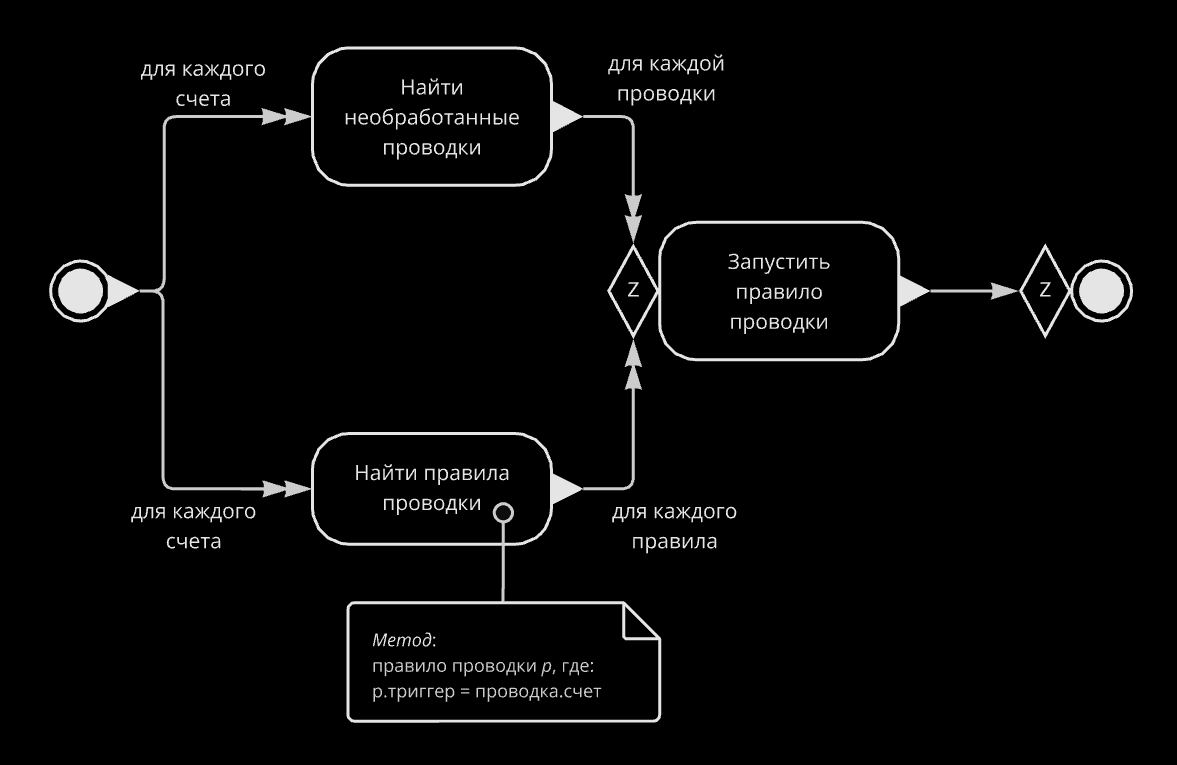 для каждого
счета
Найти
необработанные
проводки
для каждой
проводки
Z
Запустить
правило
проводки
Z
Найти правила
проводки
для каждого
счета
для каждого
правила
Метод:
правило проводки p, где:
р.триггер = проводка.счет